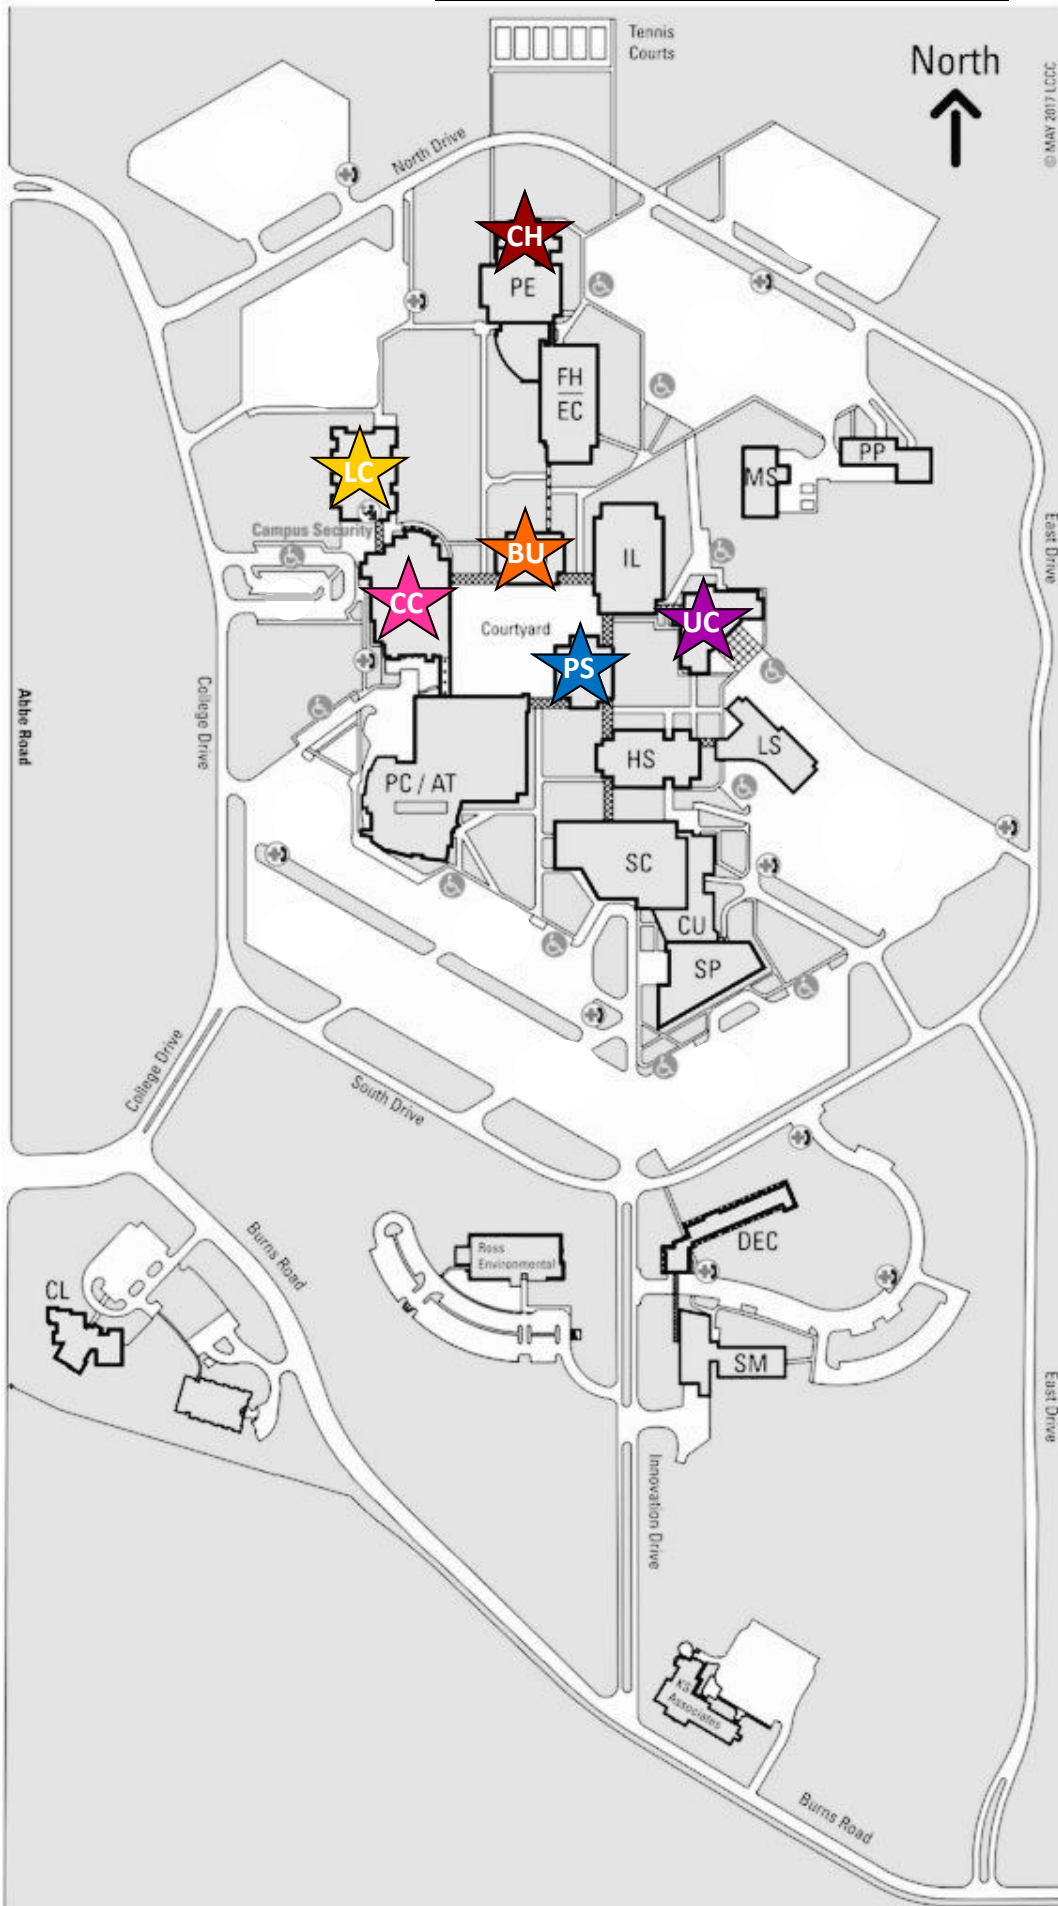 Tennis
Courts
North
© MAY 2017 LCCC
North Drive
CH
PE
FH
EC
LC
MS
PP
Campus Security
BU
IL
East Drive
CC
UC
Courtyard
PS
Abbe Road
College Drive
HS
LS
PC / AT
SC
CU
SP
College Drive
South Drive
Burns Road
Ross
Environmental
DEC
CL
SM
East Drive
Innovation Drive
KS
Associates
Burns Road